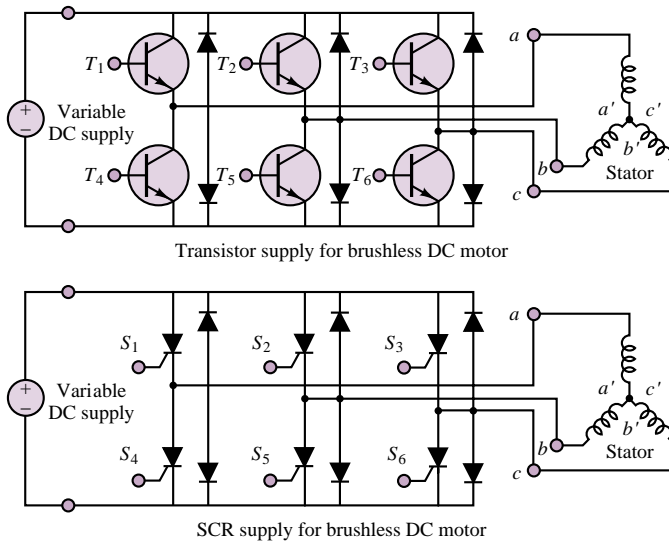 T1 T2 T3 a
+
−
Variable
DC supply
a' c'
b'
T4 T5 T6 b
Stator
c
Transistor supply for brushless DC motor
S1 S2 S3 a
+
−
Variable
DC supply
a' c'
b'
S4 S5 S6 b
Stator
c
SCR supply for brushless DC motor